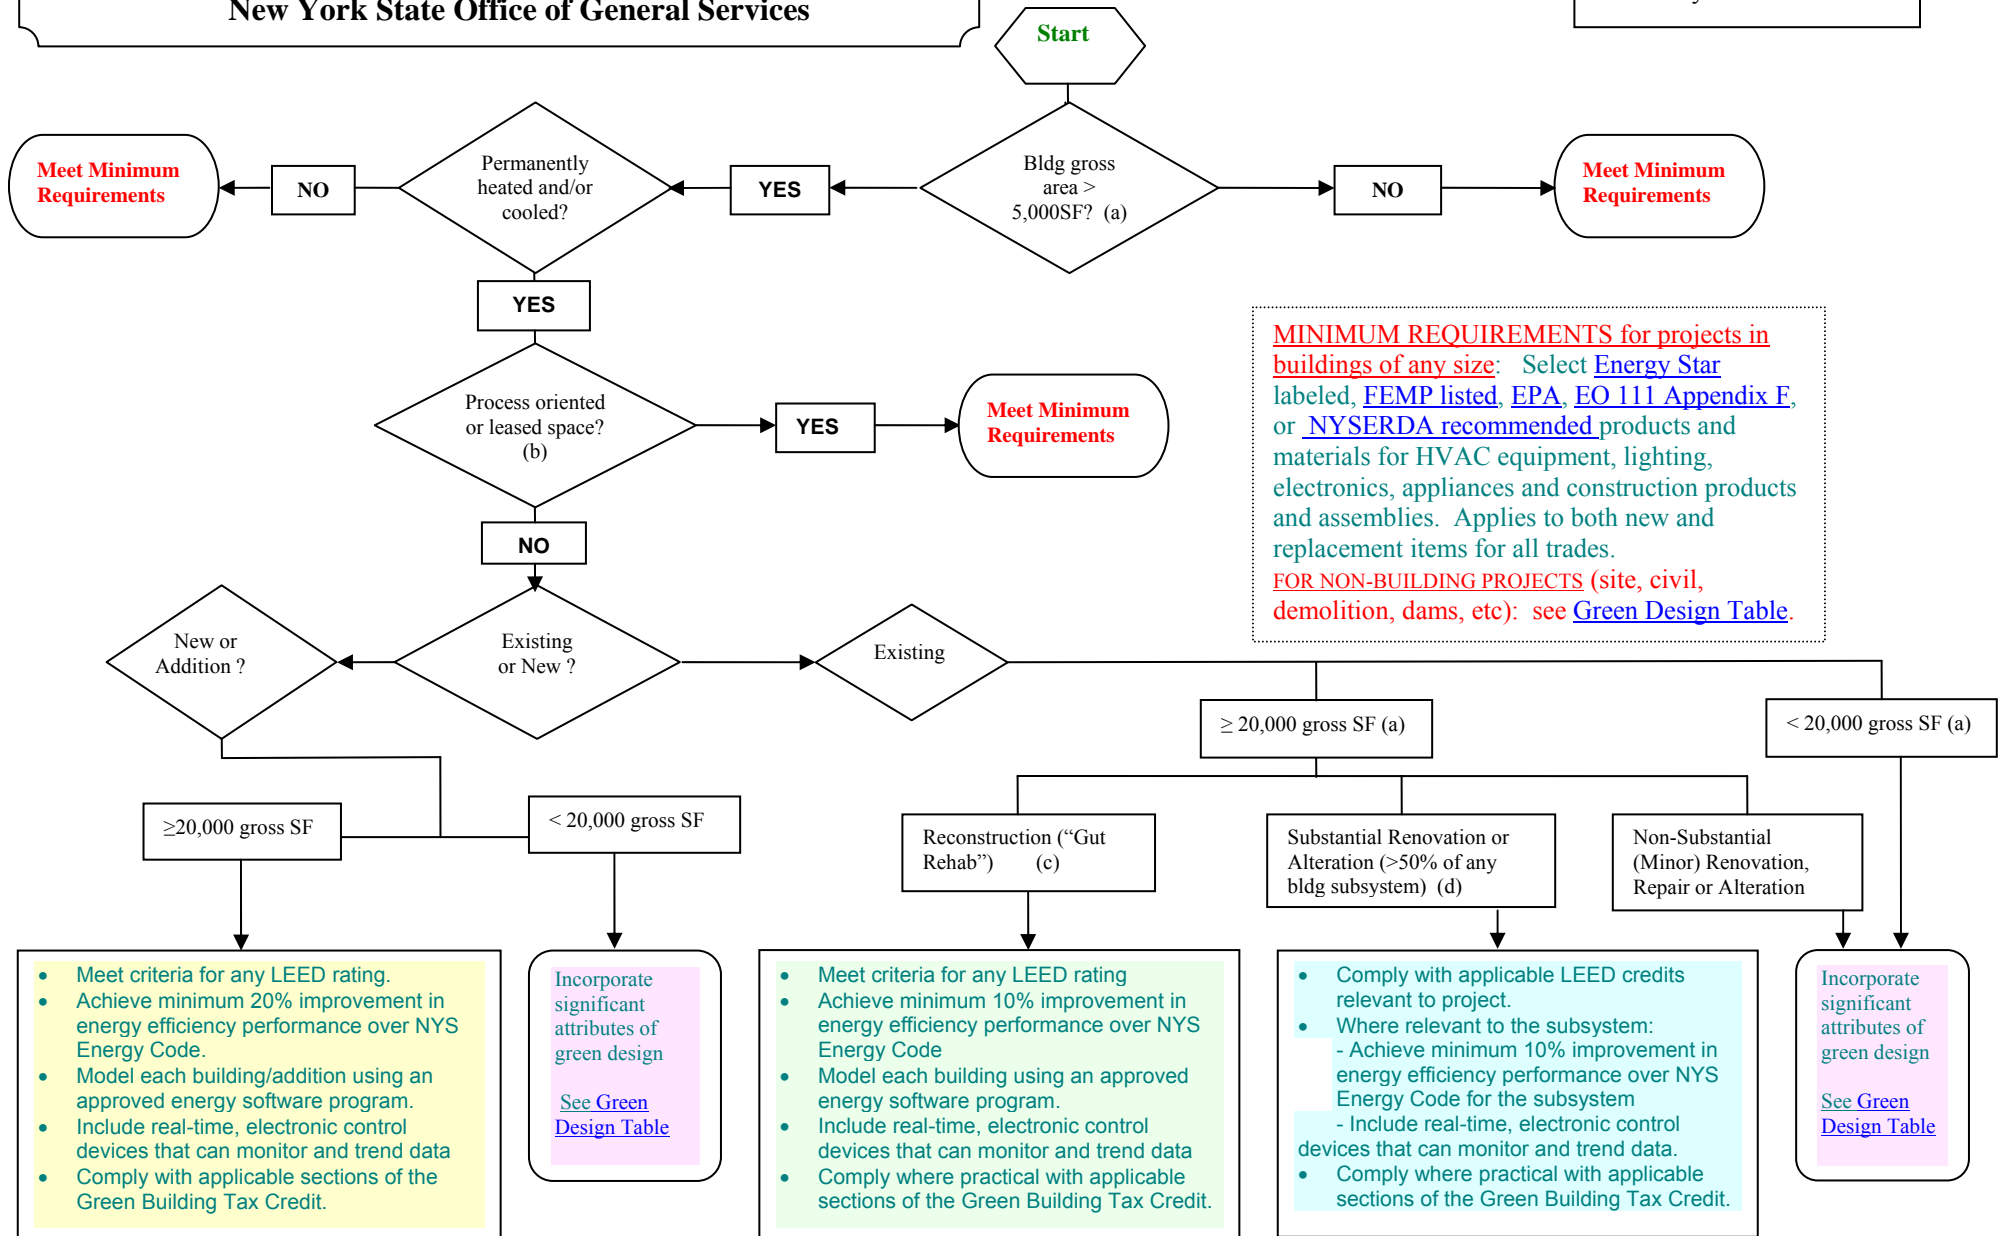 New York State Office of General Services
Start
Meet Minimum
Requirements
NO
Permanently
heated and/or
cooled?
YES
Bldg gross
area >
5,000SF? (a)
NO
Meet Minimum
Requirements
YES
Process oriented
or leased space?
(b)
YES
Meet Minimum
Requirements
MINIMUM REQUIREMENTS for projects in
buildings of any size: Select Energy Star
labeled, FEMP listed, EPA, EO 111 Appendix F,
or NYSERDA recommended products and
materials for HVAC equipment, lighting,
electronics, appliances and construction products
and assemblies. Applies to both new and
replacement items for all trades.
FOR NON-BUILDING PROJECTS (site, civil,
demolition, dams, etc): see Green Design Table.
NO
New or
Addition ?
Existing
or New ?
Existing
≥ 20,000 gross SF (a)
< 20,000 gross SF (a)
≥20,000 gross SF
< 20,000 gross SF
Reconstruction (“Gut
Rehab”) (c)
Substantial Renovation or
Alteration (>50% of any
bldg subsystem) (d)
Non-Substantial
(Minor) Renovation,
Repair or Alteration
• Meet criteria for any LEED rating.
• Achieve minimum 20% improvement in
energy efficiency performance over NYS
Energy Code.
• Model each building/addition using an
approved energy software program.
• Include real-time, electronic control
devices that can monitor and trend data
• Comply with applicable sections of the
Green Building Tax Credit.
Incorporate
significant
attributes of
green design
See Green
Design Table
• Meet criteria for any LEED rating
• Achieve minimum 10% improvement in
energy efficiency performance over NYS
Energy Code
• Model each building using an approved
energy software program.
• Include real-time, electronic control
devices that can monitor and trend data
• Comply where practical with applicable
sections of the Green Building Tax Credit.
• Comply with applicable LEED credits
relevant to project.
• Where relevant to the subsystem:
- Achieve minimum 10% improvement in
energy efficiency performance over NYS
Energy Code for the subsystem
- Include real-time, electronic control
devices that can monitor and trend data.
• Comply where practical with applicable
sections of the Green Building Tax Credit.
Incorporate
significant
attributes of
green design
See Green
Design Table